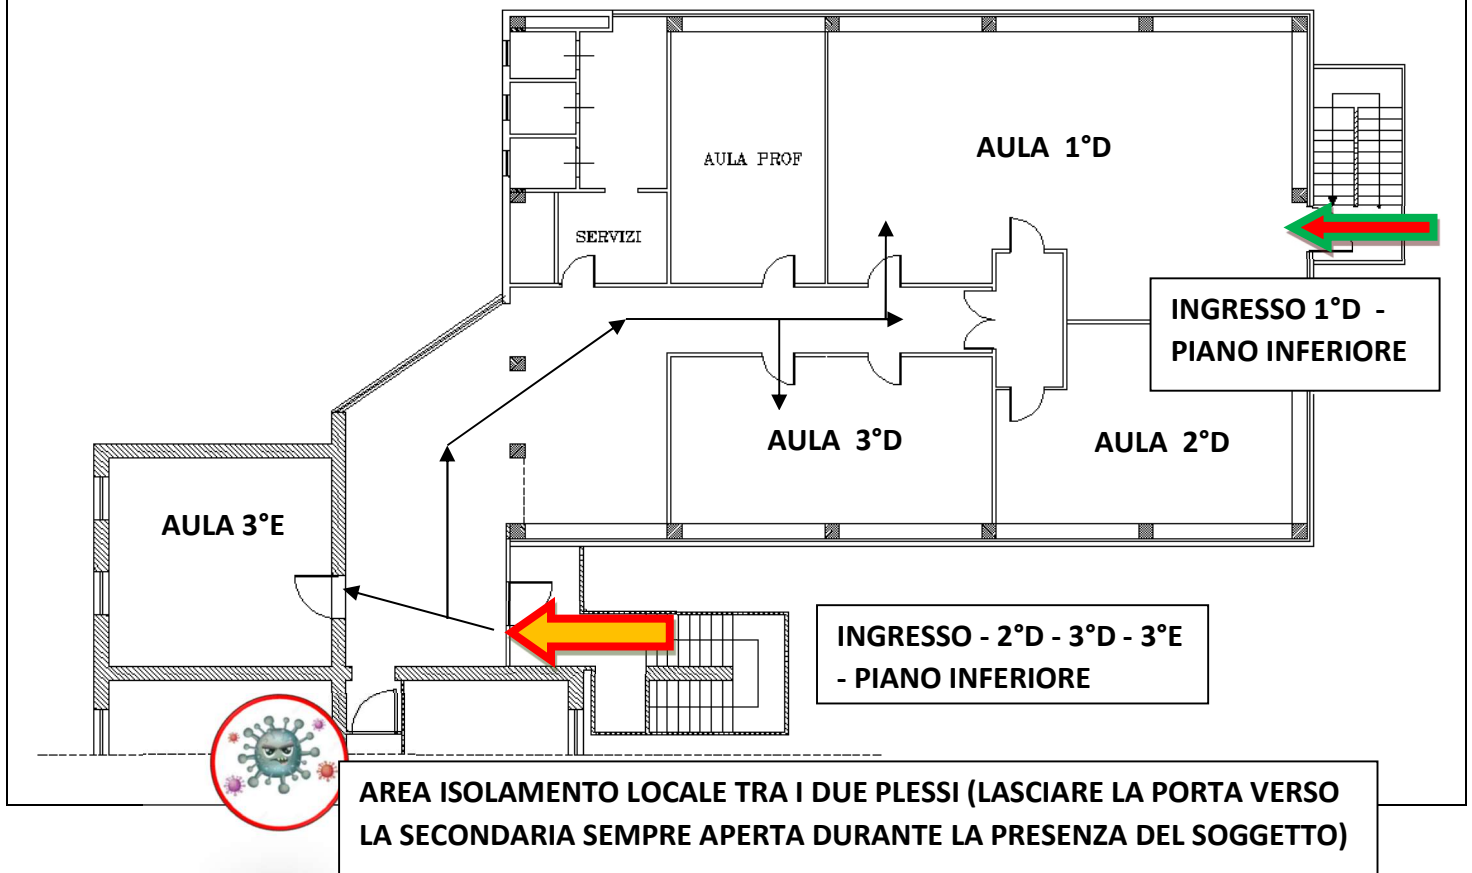 AULA 1°D
AULA PROF
SERVIZI
INGRESSO 1°D -
PIANO INFERIORE
AULA 3°D
AULA 2°D
AULA 3°E
INGRESSO - 2°D - 3°D - 3°E
- PIANO INFERIORE
AREA ISOLAMENTO LOCALE TRA I DUE PLESSI (LASCIARE LA PORTA VERSO
LA SECONDARIA SEMPRE APERTA DURANTE LA PRESENZA DEL SOGGETTO)